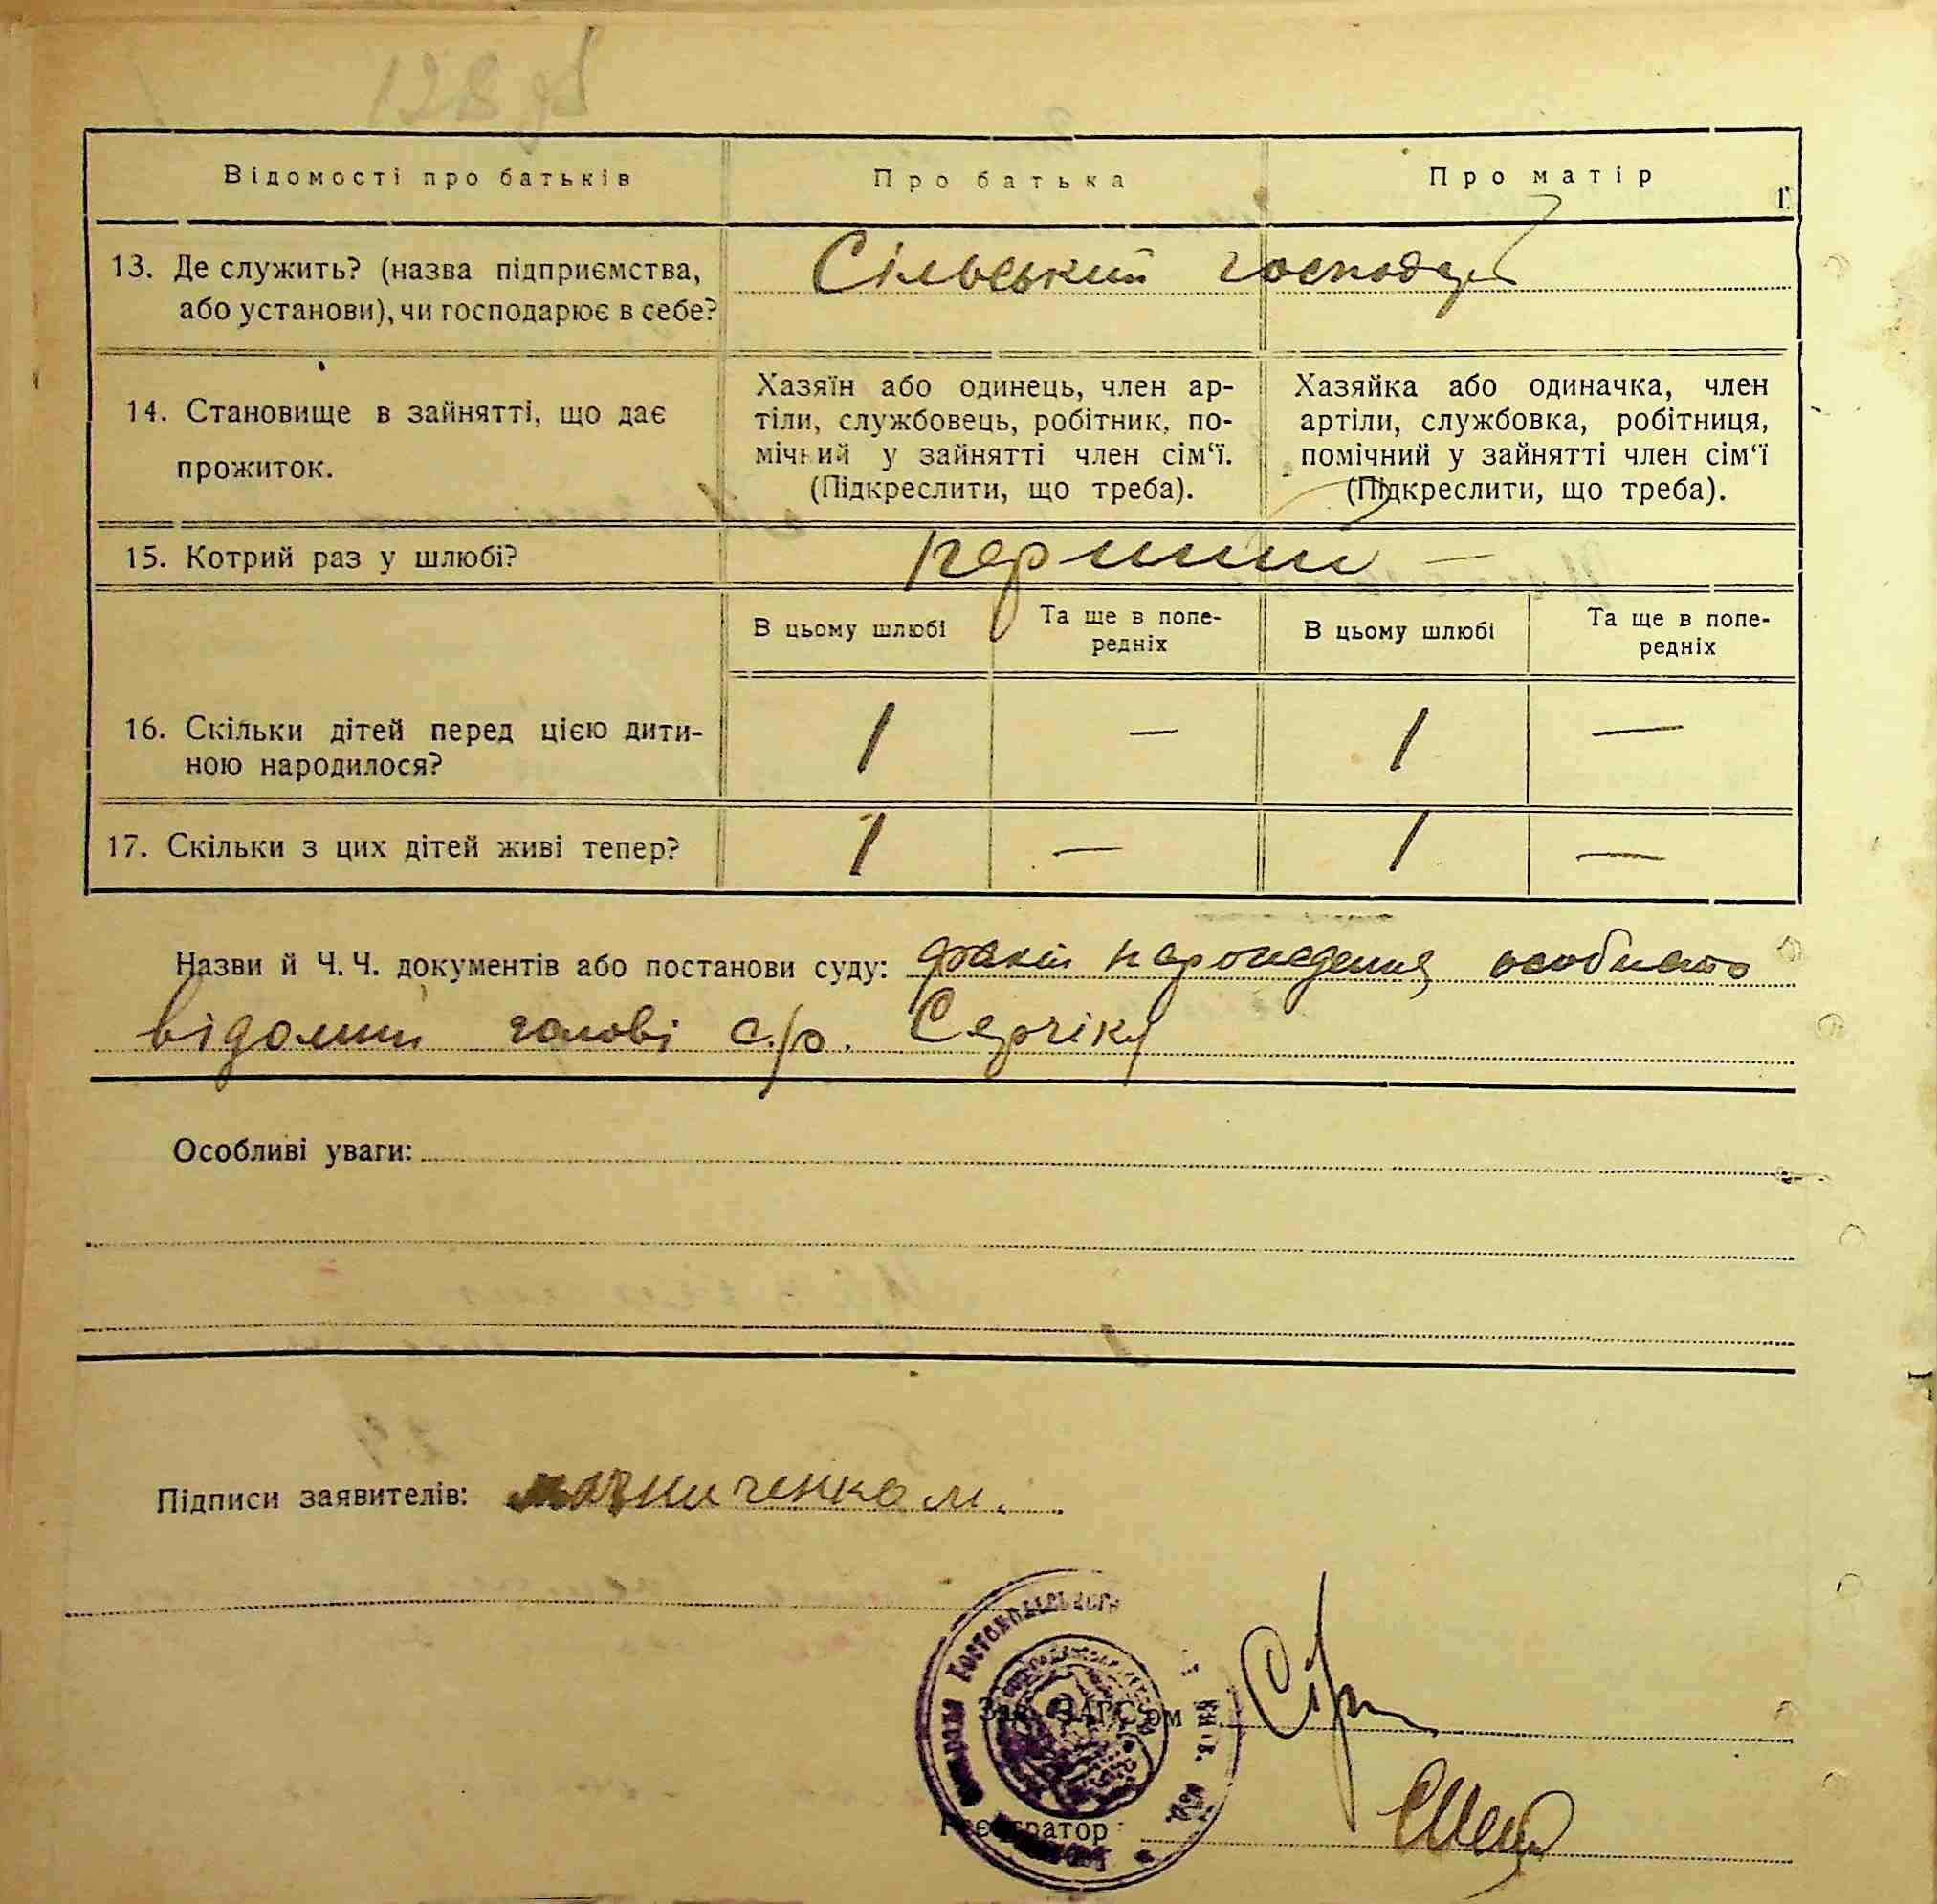 128 зв
Відомості про батьків Про батька Про матір
13. Де служить? (назва підприємства, або установи), чи господарює в себе?
Сільський господар
14. Становище в зайнятті, що дає прожиток.
Хазяїн або одинець, член ар-
тіли, службовець, робітник, по-
мічний у зайнятті член сім‘ї.
(Підкреслити, що треба).
Хазяйка або одиначка, член
артіли, службовка, робітниця,
помічний у зайнятті член сім‘ї
(Підкреслити, що треба).
15. Котрий раз у шлюбі? перший —
В цьому шлюбі Та ще в попе-
редніх В цьому шлюбі Та ще в попе-
редніх
16. Скільки дітей перед цією дити-
ною народилося? 1 — 1 —
17. Скільки з цих дітей живі тепер? 1 — 1 —
Назви й Ч. Ч. документів або постанови суду: факт народження особисто
відомий голові с/р. Сердіку
Особливі уваги:
Підписи заявителів: м.
Зав. ЗАГС'ом
Реєстратор